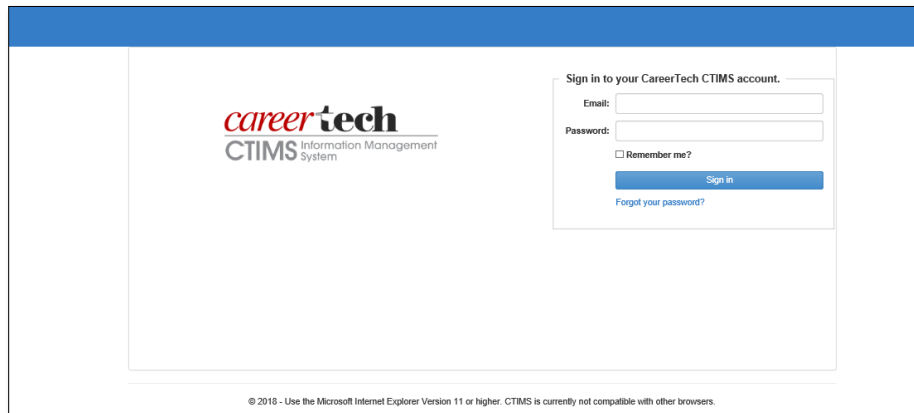 careertech
CTIMS Information Management System
Sign in to your CareerTech CTIMS account.
Email:
Password:
Remember me?
Sign in
Forgot your password?
© 2018 - Use the Microsoft Internet Explorer Version 11 or higher. CTIMS is currently not compatible with other browsers.